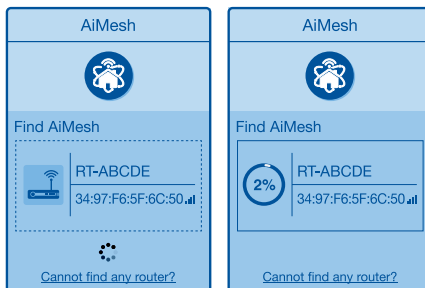 AiMesh
Find AiMesh
RT-ABCDE
34:97:F6:5F:6C:50
Cannot find any router?
AiMesh
Find AiMesh
2%
RT-ABCDE
34:97:F6:5F:6C:50
Cannot find any router?